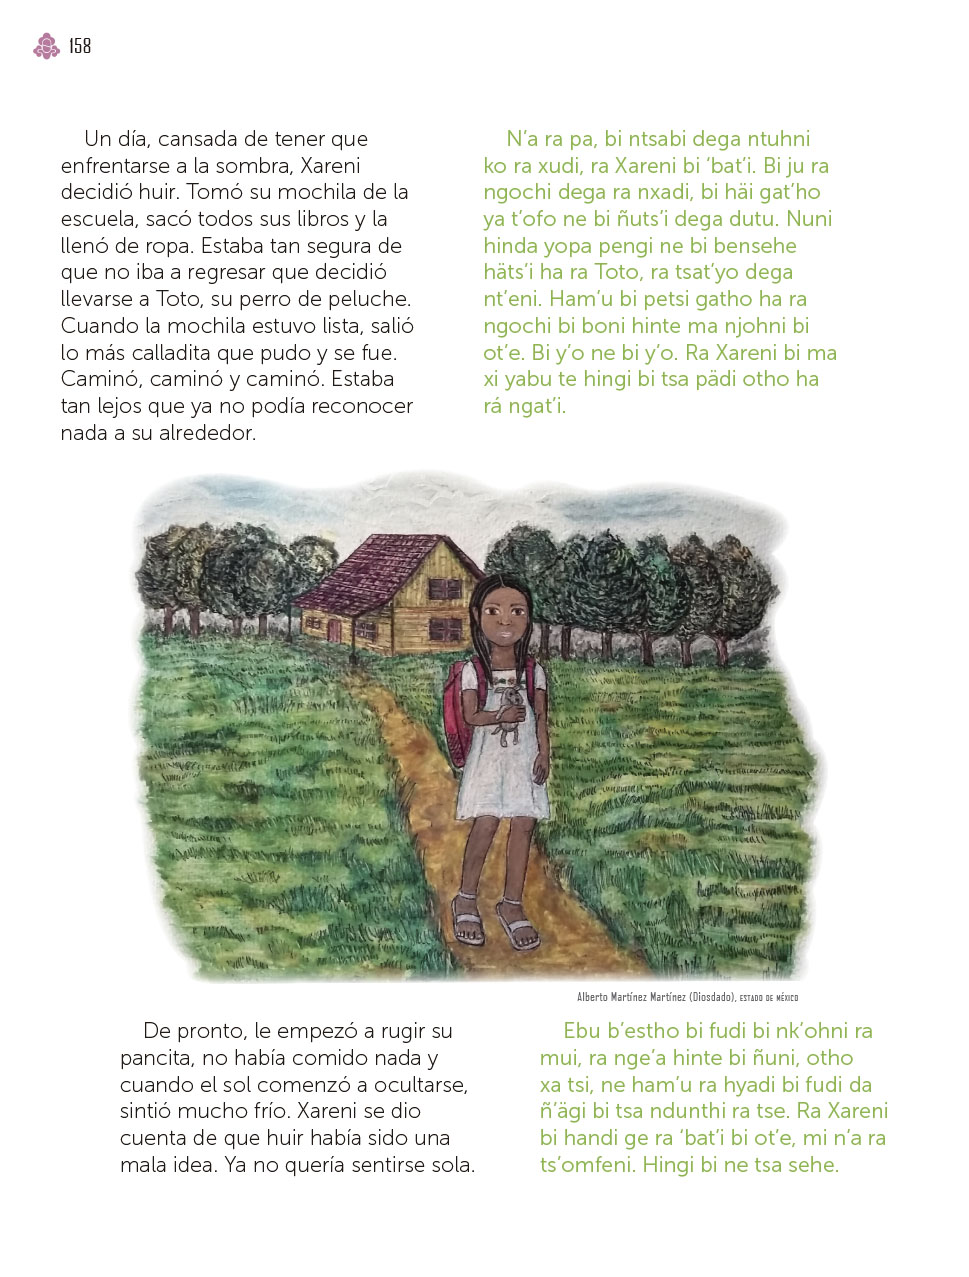 158
Un día, cansada de tener que
enfrentarse a la sombra, Xareni
decidió huir. Tomó su mochila de la
escuela, sacó todos sus libros y la
llenó de ropa. Estaba tan segura de
que no iba a regresar que decidió
llevarse a Toto, su perro de peluche.
Cuando la mochila estuvo lista, salió
lo más calladita que pudo y se fue.
Caminó, caminó y caminó. Estaba
tan lejos que ya no podía reconocer
nada a su alrededor.
N’a ra pa, bi ntsabi dega ntuhni
ko ra xudi, ra Xareni bi ‘bat’i. Bi ju ra
ngochi dega ra nxadi, bi häi gat’ho
ya t’ofo ne bi ñuts’i dega dutu. Nuni
hinda yopa pengi ne bi bensehe
häts’i ha ra Toto, ra tsat’yo dega
nt’eni. Ham’u bi petsi gatho ha ra
ngochi bi boni hinte ma njohni bi
ot’e. Bi y’o ne bi y’o. Ra Xareni bi ma
xi yabu te hingi bi tsa pädi otho ha
rá ngat’i.
Alberto Martínez Martínez (Diosdado), ESTADO DE MÉXICO
De pronto, le empezó a rugir su
pancita, no había comido nada y
cuando el sol comenzó a ocultarse,
sintió mucho frío. Xareni se dio
cuenta de que huir había sido una
mala idea. Ya no quería sentirse sola.
Ebu b’estho bi fudi bi nk’ohni ra
mui, ra nge’a hinte bi ñuni, otho
xa tsi, ne ham’u ra hyadi bi fudi da
ñ’ägi bi tsa ndunthi ra tse. Ra Xareni
bi handi ge ra ‘bat’i bi ot’e, mi n’a ra
ts’omfeni. Hingi bi ne tsa sehe.